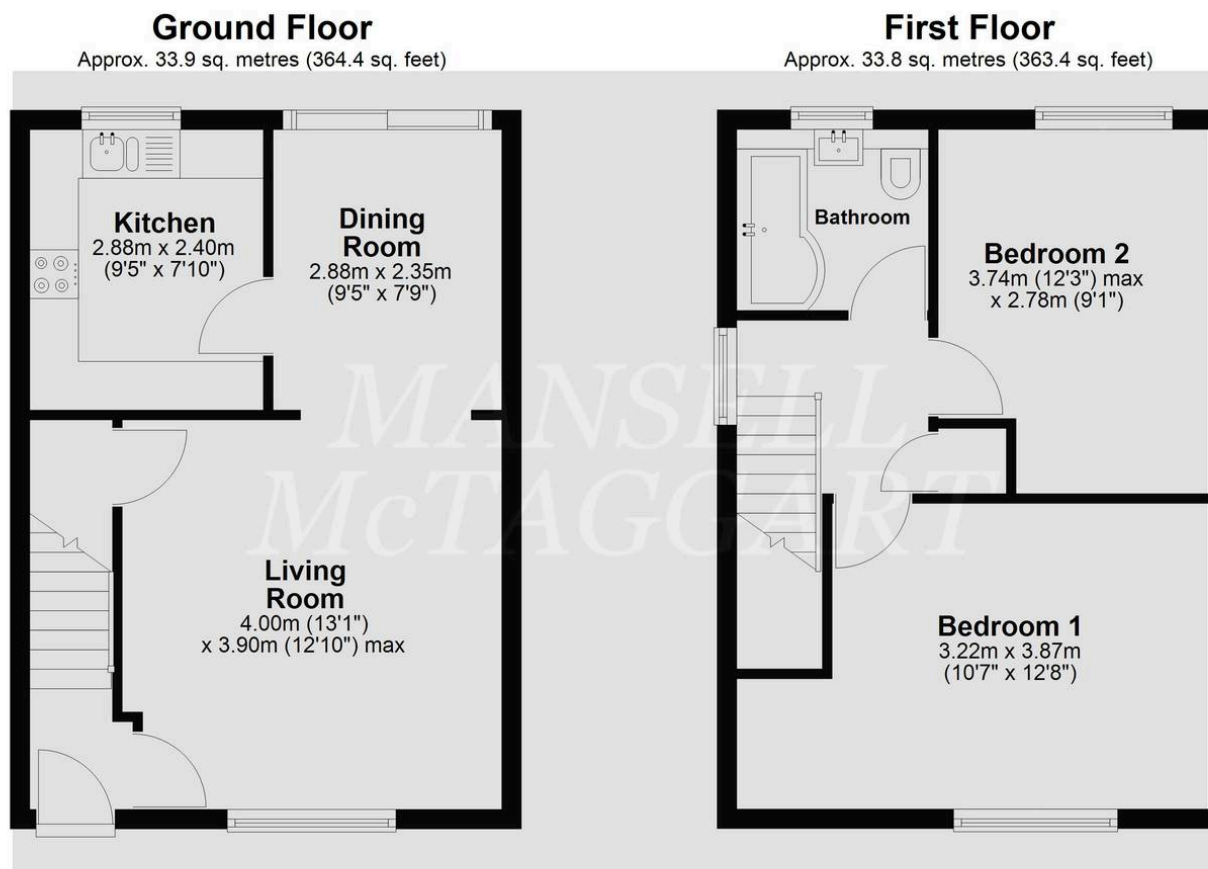 Ground Floor
Approx. 33.9 sq. metres (364.4 sq. feet)
Kitchen
2.88m x 2.40m
(9'5" x 7'10")
Dining
Room
2.88m x 2.35m
(9'5" x 7'9")
Living
Room
4.00m (13'1")
x 3.90m (12'10") max
First Floor
Approx. 33.8 sq. metres (363.4 sq. feet)
Bathroom
Bedroom 2
3.74m (12'3") max
x 2.78m (9'1")
Bedroom 1
3.22m x 3.87m
(10'7" x 12'8")
MANSELL
McTAGGART